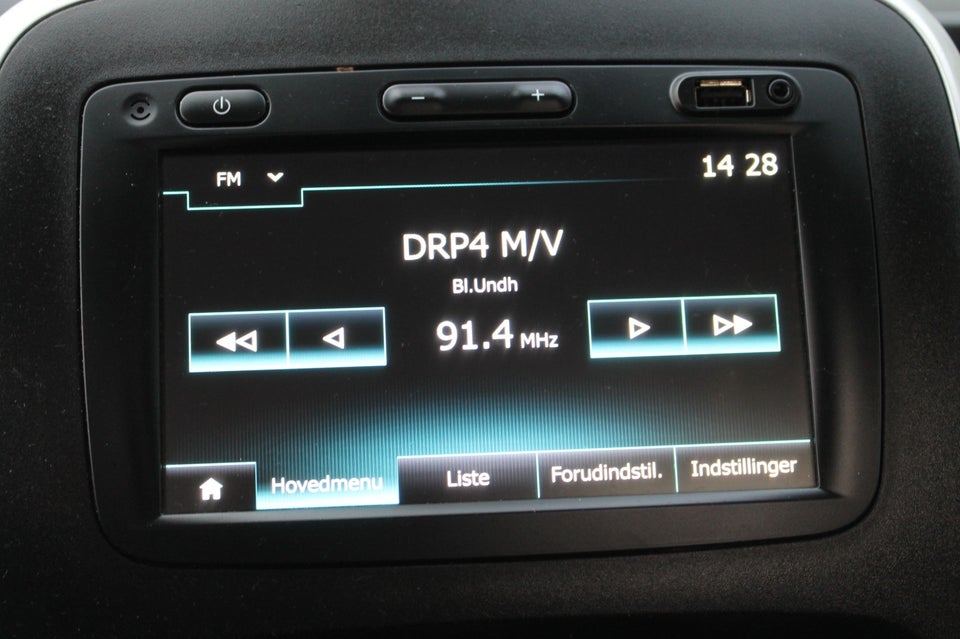 FM
14 28
DRP4 M/V
Bl.Undh
91.4 MHz
Hovedmenu
Liste
Forudindstil.
Indstillinger